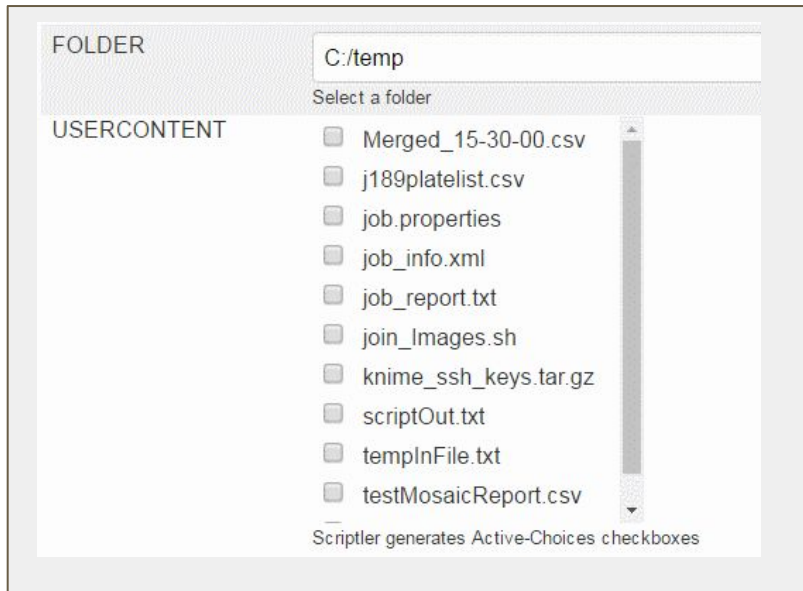 FOLDER
C:/temp
Select a folder
USERCONTENT
Merged_15-30-00.csv
j189platelist.csv
job.properties
job_info.xml
job_report.txt
join_Images.sh
knime_ssh_keys.tar.gz
scriptOut.txt
tempInFile.txt
testMosaicReport.csv
Scriptler generates Active-Choices checkboxes